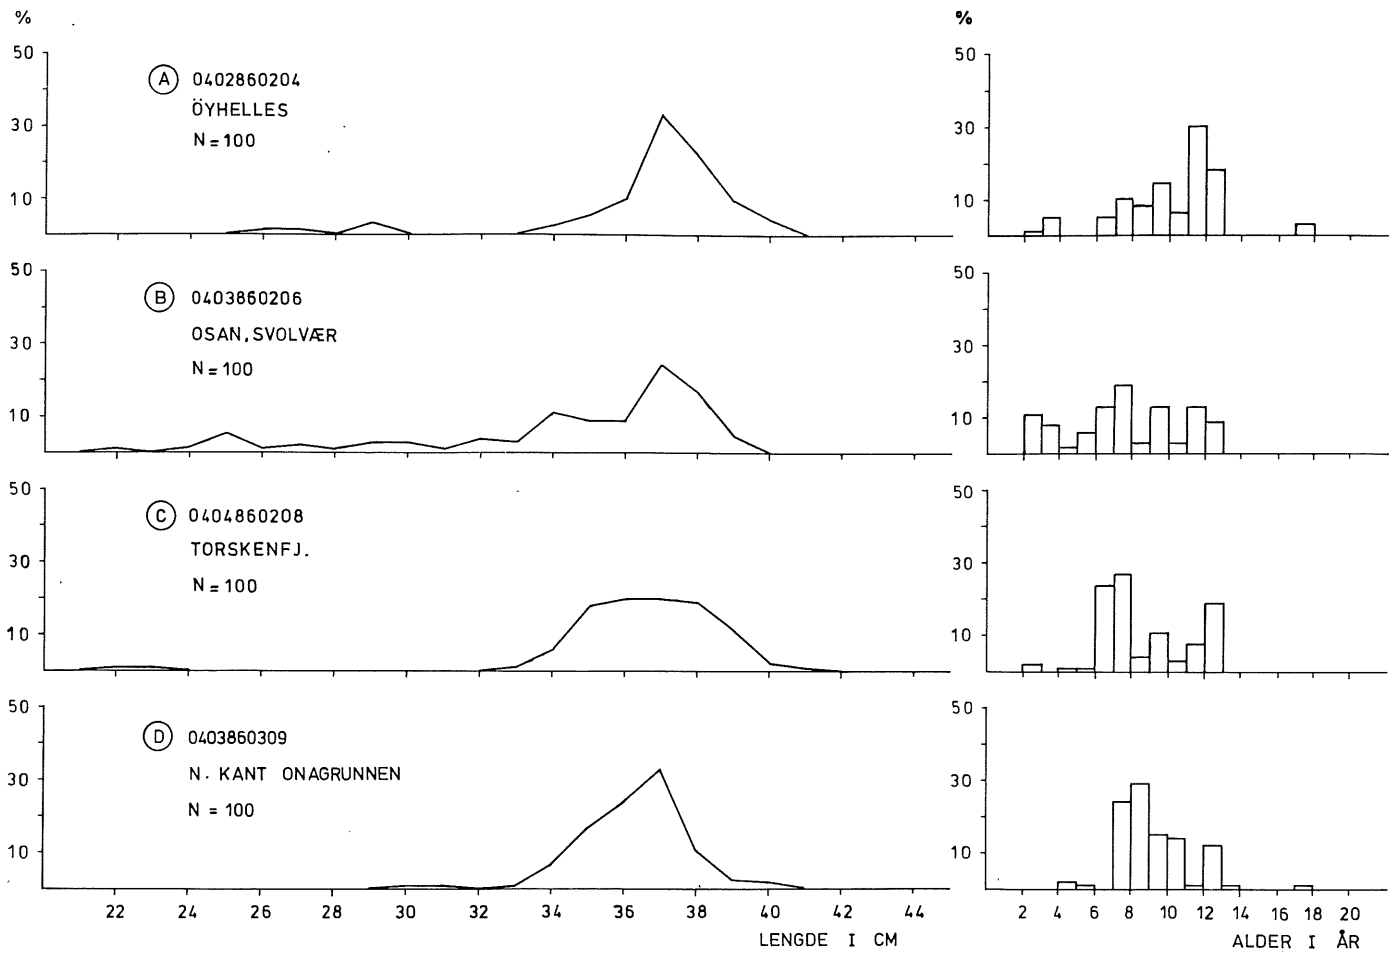 % %
50 50
Ⓐ 0402860204
ÖYHELLES
N=100
30 30
10 10
50 50
Ⓑ 0403860206
OSAN,SVOLVÆR
N=100
30 30
10 10
50 50
Ⓒ 0404860208
TORSKENFJ.
N=100
30 30
10 10
50 50
Ⓓ 0403860309
N. KANT ONAGRUNNEN
N = 100
30 30
10 10
22 24 26 28 30 32 34 36 38 40 42 44 2 4 6 8 10 12 14 16 18 20
LENGDE I CM ALDER I ÅR